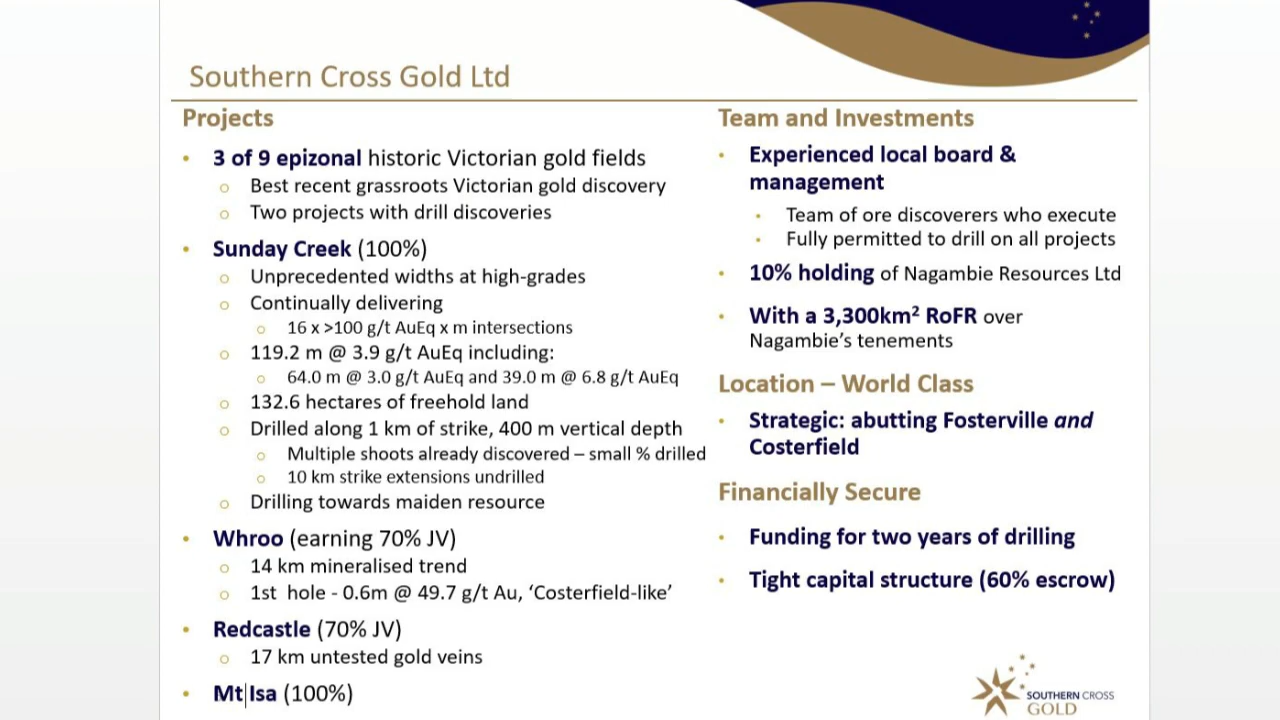 Southern Cross Gold Ltd
Projects
• 3 of 9 epizonal historic Victorian gold fields
o Best recent grassroots Victorian gold discovery
o Two projects with drill discoveries
• Sunday Creek (100%)
o Unprecedented widths at high-grades
o Continually delivering
o 16 x >100 g/t AuEq x m intersections
o 119.2 m @ 3.9 g/t AuEq including:
o 64.0 m @ 3.0 g/t AuEq and 39.0 m @ 6.8 g/t AuEq
o 132.6 hectares of freehold land
o Drilled along 1 km of strike, 400 m vertical depth
o Multiple shoots already discovered – small % drilled
o 10 km strike extensions undrilled
o Drilling towards maiden resource
• Whroo (earning 70% JV)
o 14 km mineralised trend
o 1st hole - 0.6m @ 49.7 g/t Au, ‘Costerfield-like’
• Redcastle (70% JV)
o 17 km untested gold veins
• Mt Isa (100%)
Team and Investments
• Experienced local board &
management
• Team of ore discoverers who execute
• Fully permitted to drill on all projects
• 10% holding of Nagambie Resources Ltd
• With a 3,300km² RoFR over
Nagambie’s tenements
Location – World Class
• Strategic: abutting Fosterville and
Costerfield
Financially Secure
• Funding for two years of drilling
• Tight capital structure (60% escrow)
SOUTHERN CROSS
GOLD